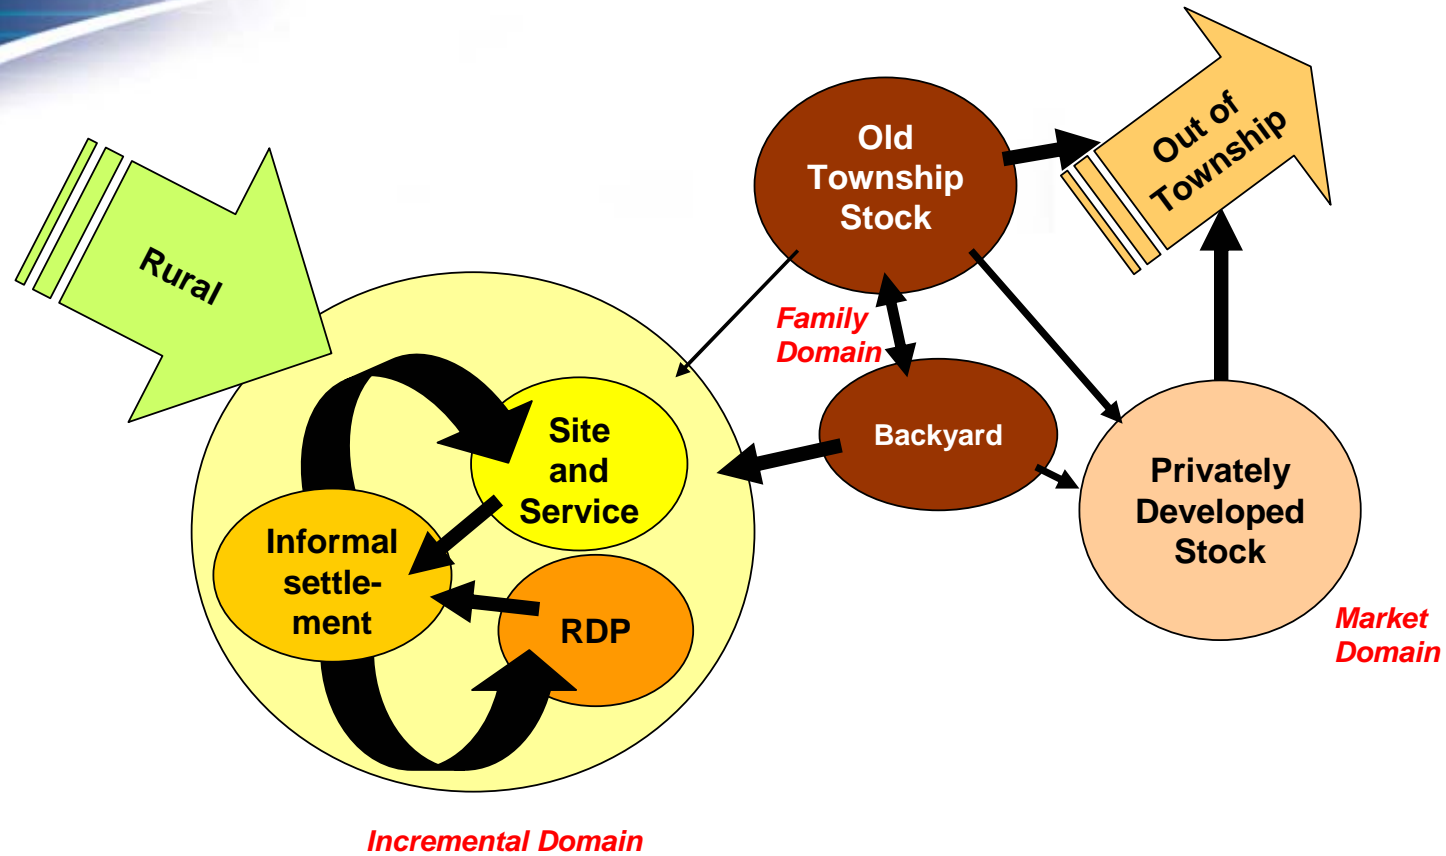 Out of
Township
Old
Township
Stock
Rural
Family
Domain
Site
and
Service
Backyard
Privately
Developed
Stock
Informal
settle-
ment
RDP
Market
Domain
Incremental Domain